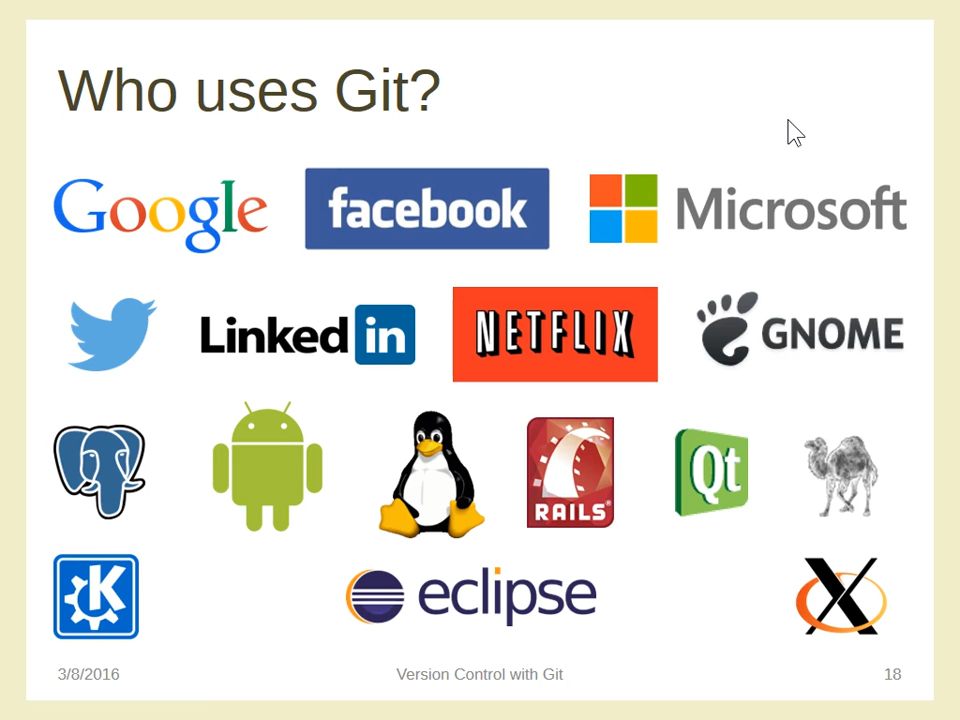 Who uses Git?
Google facebook Microsoft
Linked in NETFLIX GNOME
RAILS Qt
K eclipse X
3/8/2016 Version Control with Git 18